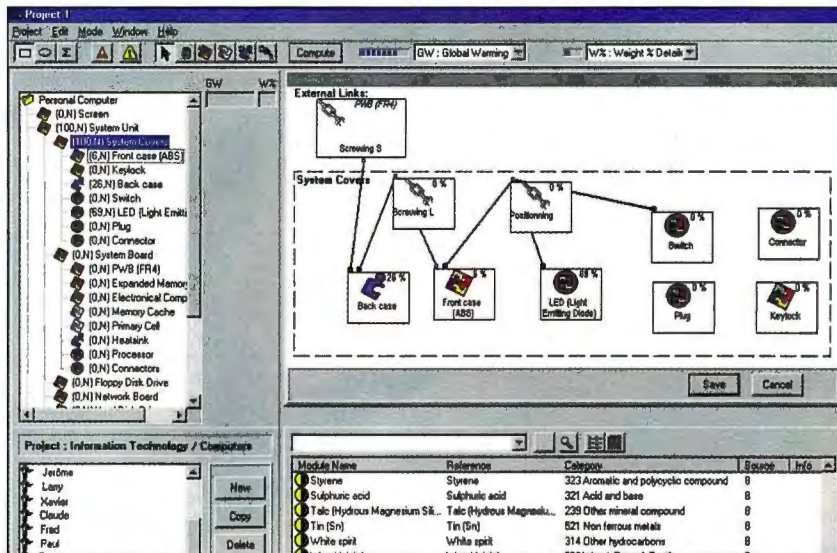 Project 1
Project Edit Mode Window Help
Compute
GW : Global Warming
W% : Weight % Details
GW
W%
Personal Computer
(0,N) Screen
(100,N) System Unit
(100,N) System Covers
(6,N) Front case (ABS)
(0,N) Keylock
(26,N) Back case
(0,N) Switch
(69,N) LED (Light Emitti
(0,N) Plug
(0,N) Connector
(0,N) System Board
(0,N) PWB (FR4)
(0,N) Expanded Memory
(0,N) Electronical Comp
(0,N) Memory Cache
(0,N) Primary Cell
(0,N) Heatsink
(0,N) Processor
(0,N) Connectors
(0,N) Floppy Disk Drive
(0,N) Network Board
External Links:
PWB (FR4)
Screwing S
System Covers
0 %
Screwing L
0 %
Positionning
0 %
Switch
0 %
Connector
26 %
Back case
Front case
(ABS)
69 %
LED (Light
Emitting Diode)
0 %
Plug
0 %
Keylock
Save
Cancel
Project : Information Technology / Computers
Jerôme
Larry
Xavier
Claude
Fred
Paul
New
Copy
Delete
Module Name Reference Category Source Info
Styrene Styrene 323 Aromatic and polycyclic compound 8
Sulphuric acid Sulphuric acid 321 Acid and base 8
Talc (Hydrous Magnesium Sili... Talc (Hydrous Magnesiu... 239 Other mineral compound 8
Tin (Sn) Tin (Sn) 521 Non ferrous metals 8
White spirit White spirit 314 Other hydrocarbons 8